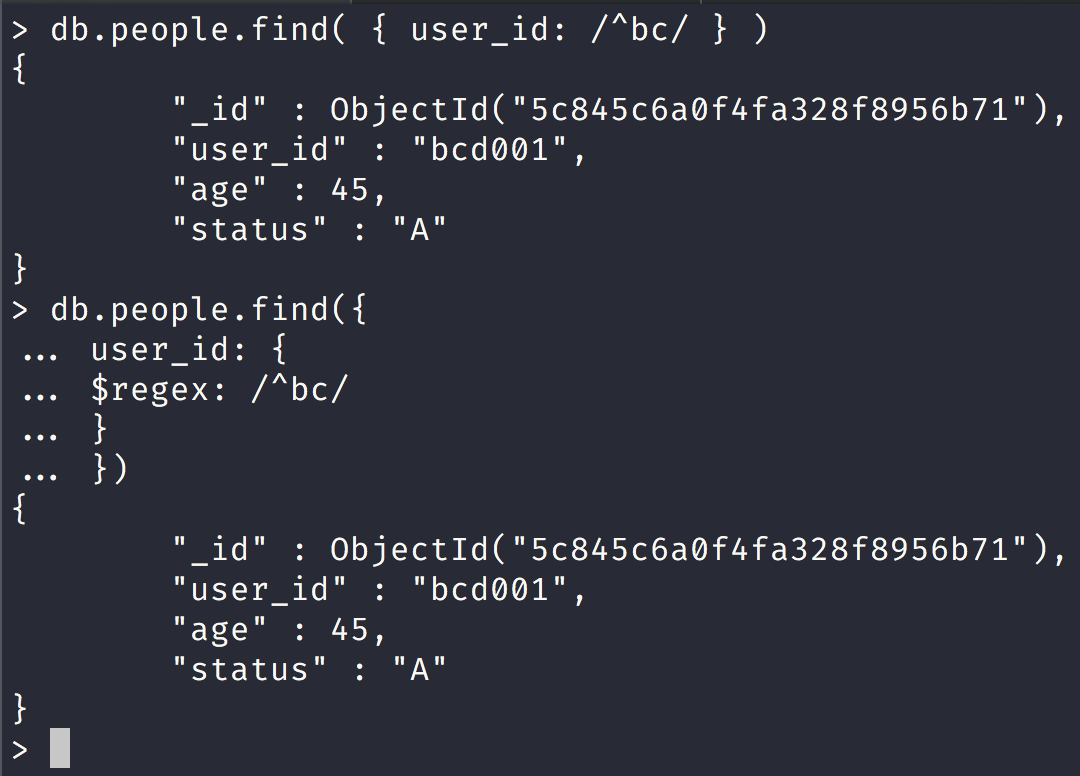 > db.people.find( { user_id: /^bc/ } )
{
        "_id" : ObjectId("5c845c6a0f4fa328f8956b71"),
        "user_id" : "bcd001",
        "age" : 45,
        "status" : "A"
}
> db.people.find({
... user_id: {
... $regex: /^bc/
... }
... })
{
        "_id" : ObjectId("5c845c6a0f4fa328f8956b71"),
        "user_id" : "bcd001",
        "age" : 45,
        "status" : "A"
}
>